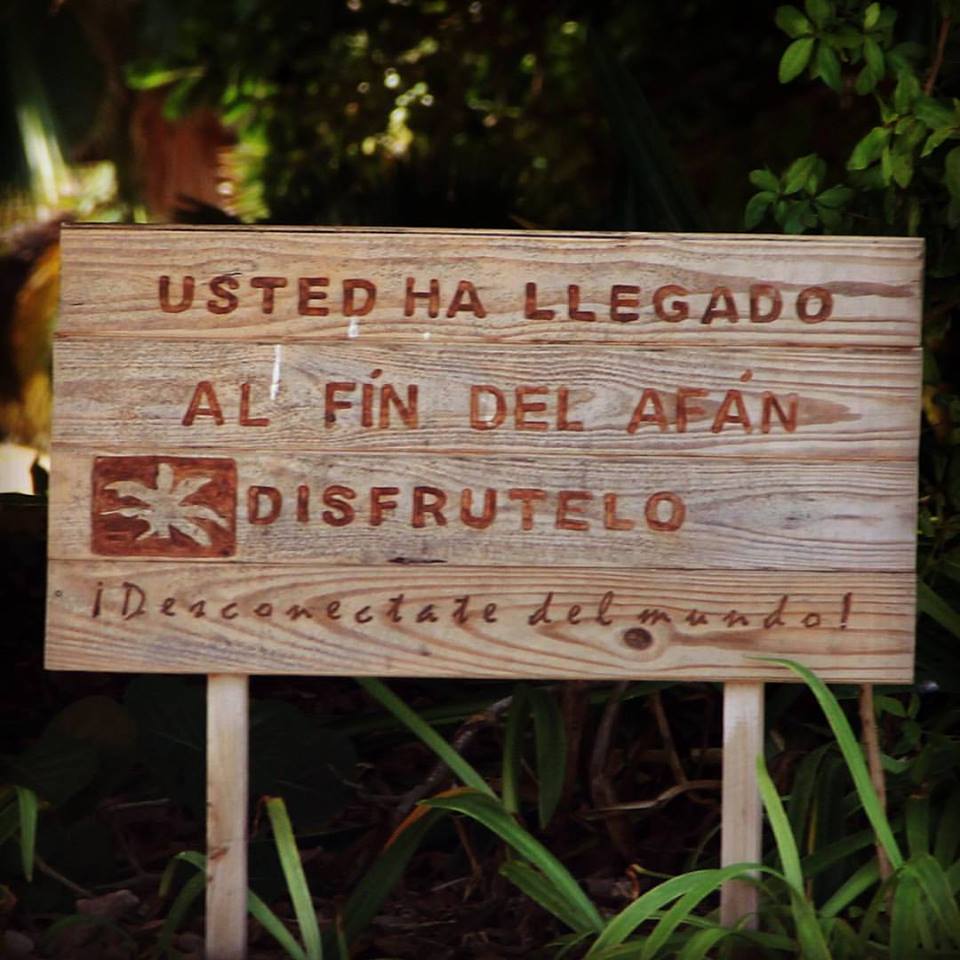 USTED HA LLEGADO
AL FÍN DEL AFÁN
DISFRUTELO
¡Desconectate del mundo!